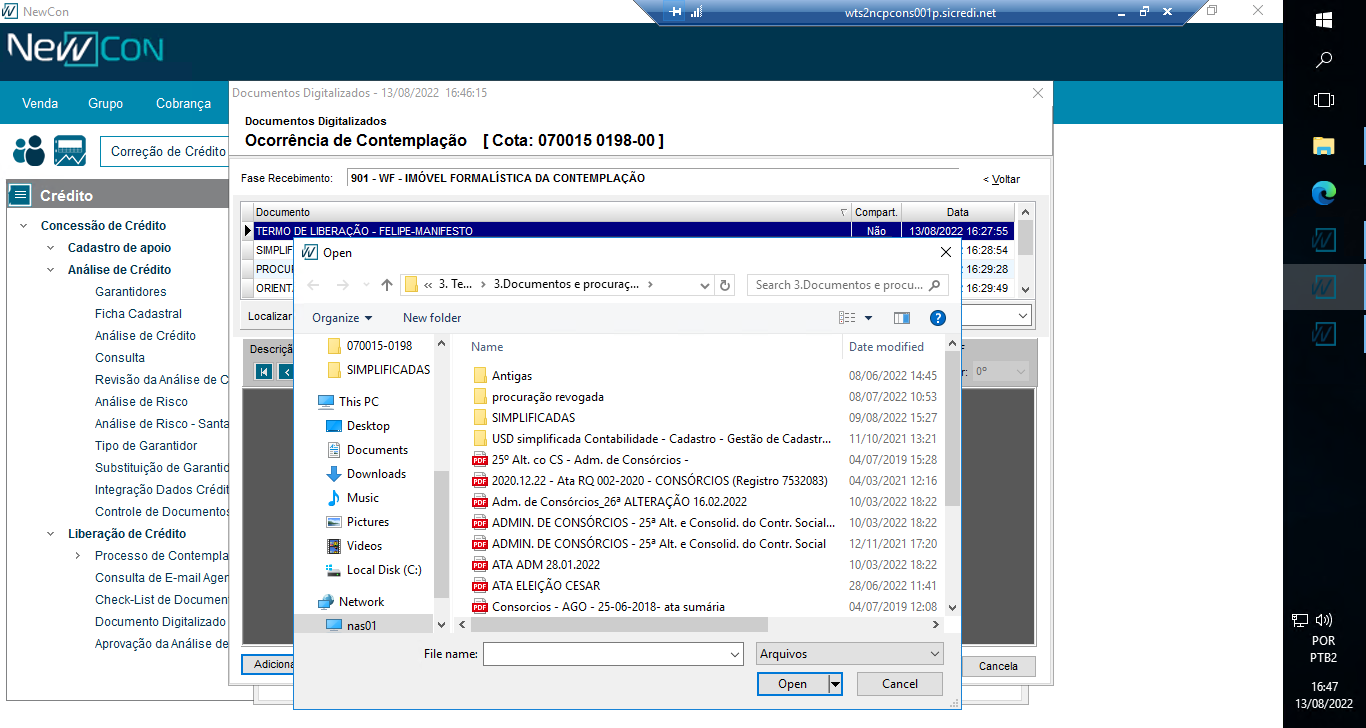 NewCon
wts2ncpcons001p.sicredi.net
NewCon
Venda Grupo Cobrança
Correção de Crédito
Crédito
Concessão de Crédito
Cadastro de apoio
Análise de Crédito
Garantidores
Ficha Cadastral
Análise de Crédito
Consulta
Revisão da Análise de C
Análise de Risco
Análise de Risco - Santa
Tipo de Garantidor
Substituição de Garantid
Integração Dados Crédit
Controle de Documentos
Liberação de Crédito
Processo de Contempla
Consulta de E-mail Ager
Check-List de Documen
Documento Digitalizado
Aprovação da Análise de
Documentos Digitalizados - 13/08/2022 16:46:15
Documentos Digitalizados
Ocorrência de Contemplação [ Cota: 070015 0198-00 ]
Fase Recebimento: 901 - WF - IMÓVEL FORMALÍSTICA DA CONTEMPLAÇÃO < Voltar
Documento Compart. Data
TERMO DE LIBERAÇÃO - FELIPE-MANIFESTO Não 13/08/2022 16:27:55
SIMPLIF 2 16:28:54
PROCUR 2 16:29:28
ORIENT. 2 16:29:49
Localizar
Descriçã
r: 0º
Adiciona
Cancela
Open
« 3. Te... › 3.Documentos e procuraç... ›
Search 3.Documentos e procu...
Organize New folder
070015-0198
SIMPLIFICADAS
This PC
Desktop
Documents
Downloads
Music
Pictures
Videos
Local Disk (C:)
Network
nas01
Name Date modified
Antigas 08/06/2022 14:45
procuração revogada 08/07/2022 10:53
SIMPLIFICADAS 09/08/2022 15:27
USD simplificada Contabilidade - Cadastro - Gestão de Cadastr... 11/10/2021 13:21
25º Alt. co CS - Adm. de Consórcios - 04/07/2019 15:28
2020.12.22 - Ata RQ 002-2020 - CONSÓRCIOS (Registro 7532083) 04/03/2021 12:16
Adm. de Consórcios_26ª ALTERAÇÃO 16.02.2022 10/03/2022 18:22
ADMIN. DE CONSÓRCIOS - 25ª Alt. e Consolid. do Contr. Social... 10/03/2022 18:22
ADMIN. DE CONSÓRCIOS - 25ª Alt. e Consolid. do Contr. Social 12/11/2021 17:20
ATA ADM 28.01.2022 10/03/2022 18:22
ATA ELEIÇÃO CESAR 28/06/2022 11:41
Consorcios - AGO - 25-06-2018- ata sumária 04/07/2019 12:08
File name: Arquivos
Open Cancel
POR
PTB2
16:47
13/08/2022